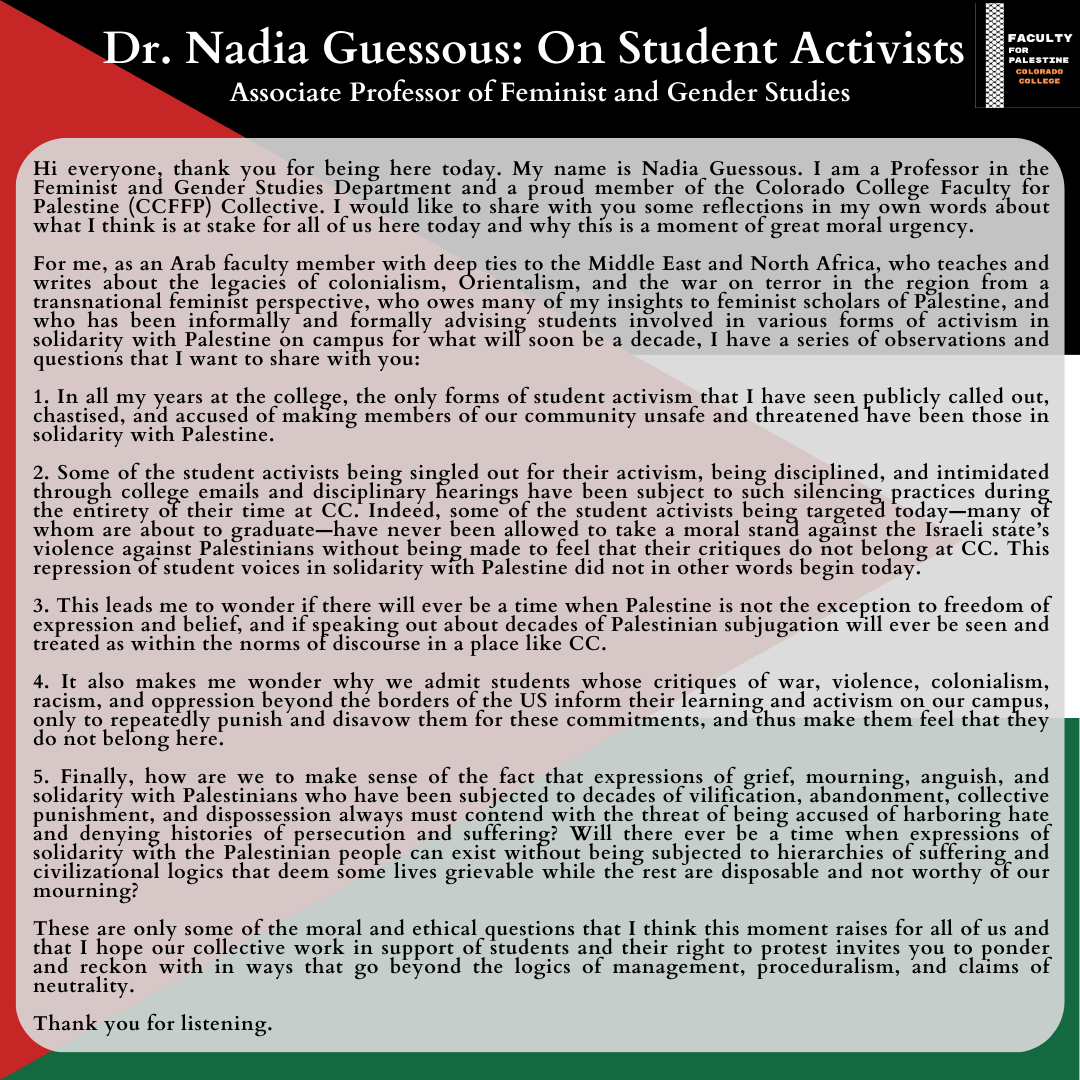 Dr. Nadia Guessous: On Student Activists
Associate Professor of Feminist and Gender Studies
FACULTY
FOR
PALESTINE
COLORADO
COLLEGE
Hi everyone, thank you for being here today. My name is Nadia Guessous. I am a Professor in the
Feminist and Gender Studies Department and a proud member of the Colorado College Faculty for
Palestine (CCFFP) Collective. I would like to share with you some reflections in my own words about
what I think is at stake for all of us here today and why this is a moment of great moral urgency.
For me, as an Arab faculty member with deep ties to the Middle East and North Africa, who teaches and
writes about the legacies of colonialism, Orientalism, and the war on terror in the region from a
transnational feminist perspective, who owes many of my insights to feminist scholars of Palestine, and
who has been informally and formally advising students involved in various forms of activism in
solidarity with Palestine on campus for what will soon be a decade, I have a series of observations and
questions that I want to share with you:
1. In all my years at the college, the only forms of student activism that I have seen publicly called out,
chastised, and accused of making members of our community unsafe and threatened have been those in
solidarity with Palestine.
2. Some of the student activists being singled out for their activism, being disciplined, and intimidated
through college emails and disciplinary hearings have been subject to such silencing practices during
the entirety of their time at CC. Indeed, some of the student activists being targeted today—many of
whom are about to graduate—have never been allowed to take a moral stand against the Israeli state's
violence against Palestinians without being made to feel that their critiques do not belong at CC. This
repression of student voices in solidarity with Palestine did not in other words begin today.
3. This leads me to wonder if there will ever be a time when Palestine is not the exception to freedom of
expression and belief, and if speaking out about decades of Palestinian subjugation will ever be seen and
treated as within the norms of discourse in a place like CC.
4. It also makes me wonder why we admit students whose critiques of war, violence, colonialism,
racism, and oppression beyond the borders of the US inform their learning and activism on our campus,
only to repeatedly punish and disavow them for these commitments, and thus make them feel that they
do not belong here.
5. Finally, how are we to make sense of the fact that expressions of grief, mourning, anguish, and
solidarity with Palestinians who have been subjected to decades of vilification, abandonment, collective
punishment, and dispossession always must contend with the threat of being accused of harboring hate
and denying histories of persecution and suffering? Will there ever be a time when expressions of
solidarity with the Palestinian people can exist without being subjected to hierarchies of suffering and
civilizational logics that deem some lives grievable while the rest are disposable and not worthy of our
mourning?
These are only some of the moral and ethical questions that I think this moment raises for all of us and
that I hope our collective work in support of students and their right to protest invites you to ponder
and reckon with in ways that go beyond the logics of management, proceduralism, and claims of
neutrality.
Thank you for listening.